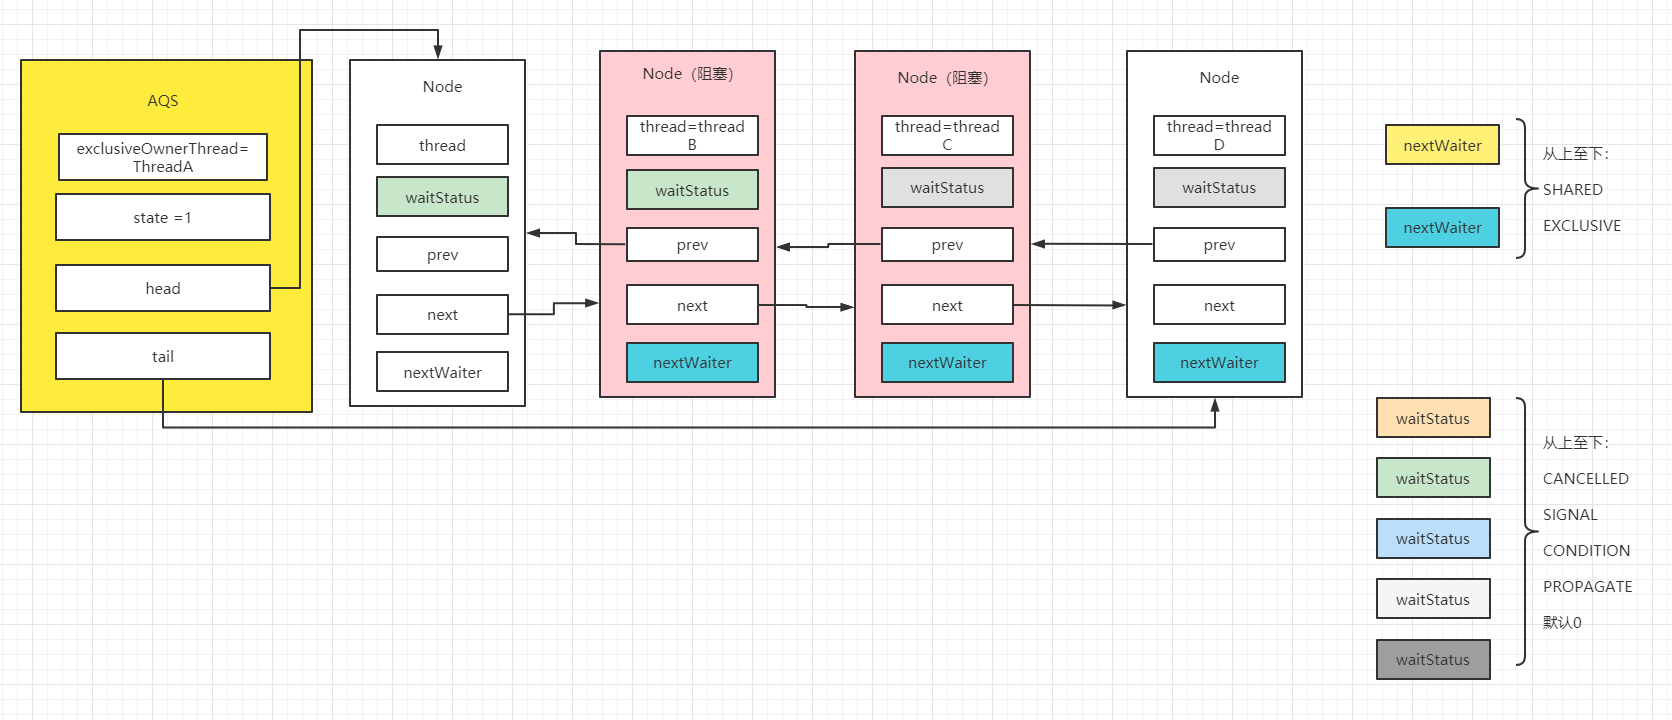 AQS
exclusiveOwnerThread=
ThreadA
state =1
head
tail
Node
thread
waitStatus
prev
next
nextWaiter
Node（阻塞）
thread=thread
B
waitStatus
prev
next
nextWaiter
Node（阻塞）
thread=thread
C
waitStatus
prev
next
nextWaiter
Node
thread=thread
D
waitStatus
prev
next
nextWaiter
nextWaiter
nextWaiter
从上至下：
SHARED
EXCLUSIVE
waitStatus
waitStatus
waitStatus
waitStatus
waitStatus
从上至下：
CANCELLED
SIGNAL
CONDITION
PROPAGATE
默认0